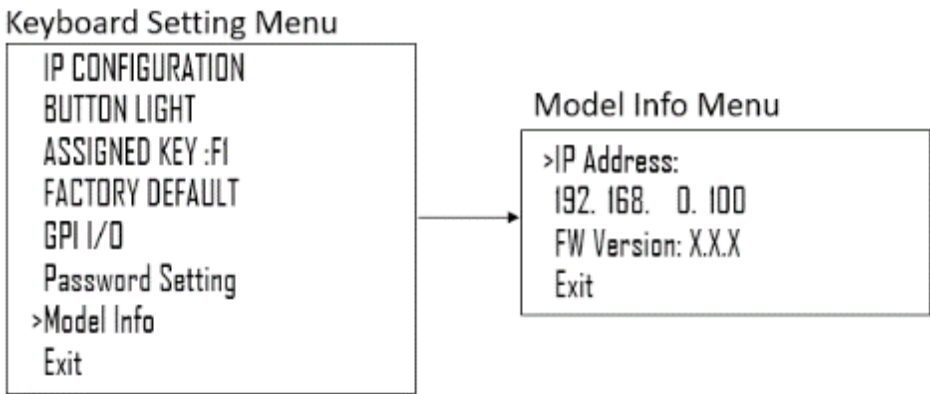 Keyboard Setting Menu
IP CONFIGURATION
BUTTON LIGHT
ASSIGNED KEY :F1
FACTORY DEFAULT
GPI I/O
Password Setting
>Model Info
Exit
Model Info Menu
>IP Address:
192. 168. 0. 100
FW Version: X.X.X
Exit